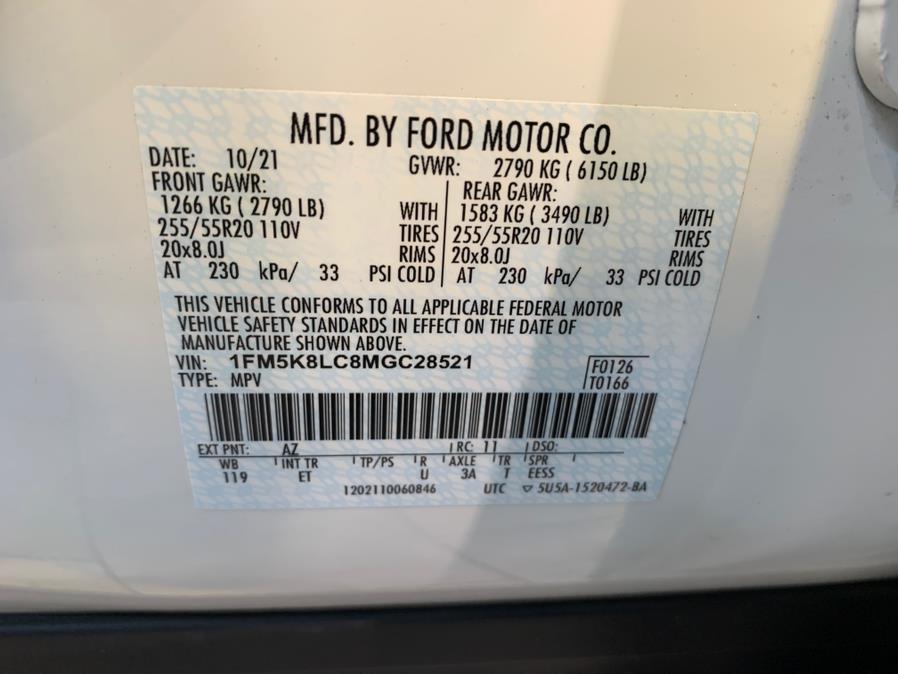 MFD. BY FORD MOTOR CO.
DATE: 10/21 GVWR: 2790 KG ( 6150 LB)
FRONT GAWR: REAR GAWR:
1266 KG ( 2790 LB) WITH 1583 KG ( 3490 LB) WITH
255/55R20 110V TIRES 255/55R20 110V TIRES
20x8.0J RIMS 20x8.0J RIMS
AT 230 kPa/ 33 PSI COLD AT 230 kPa/ 33 PSI COLD
THIS VEHICLE CONFORMS TO ALL APPLICABLE FEDERAL MOTOR
VEHICLE SAFETY STANDARDS IN EFFECT ON THE DATE OF
MANUFACTURE SHOWN ABOVE.
VIN: 1FM5K8LC8MGC28521 F0126
TYPE: MPV T0166
EXT PNT: AZ RC: 11 DSO:
WB INT TR TP/PS R AXLE TR SPR
119 ET U 3A T EESS
1202110060846 UTC ▽ 5U5A-1520472-BA